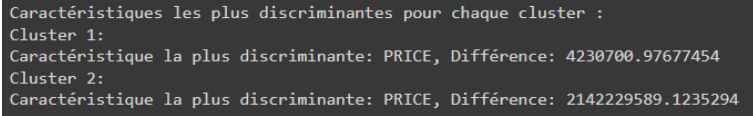 Caractéristiques les plus discriminantes pour chaque cluster :
Cluster 1:
Caractéristique la plus discriminante: PRICE, Différence: 4230700.97677454
Cluster 2:
Caractéristique la plus discriminante: PRICE, Différence: 2142229589.1235294